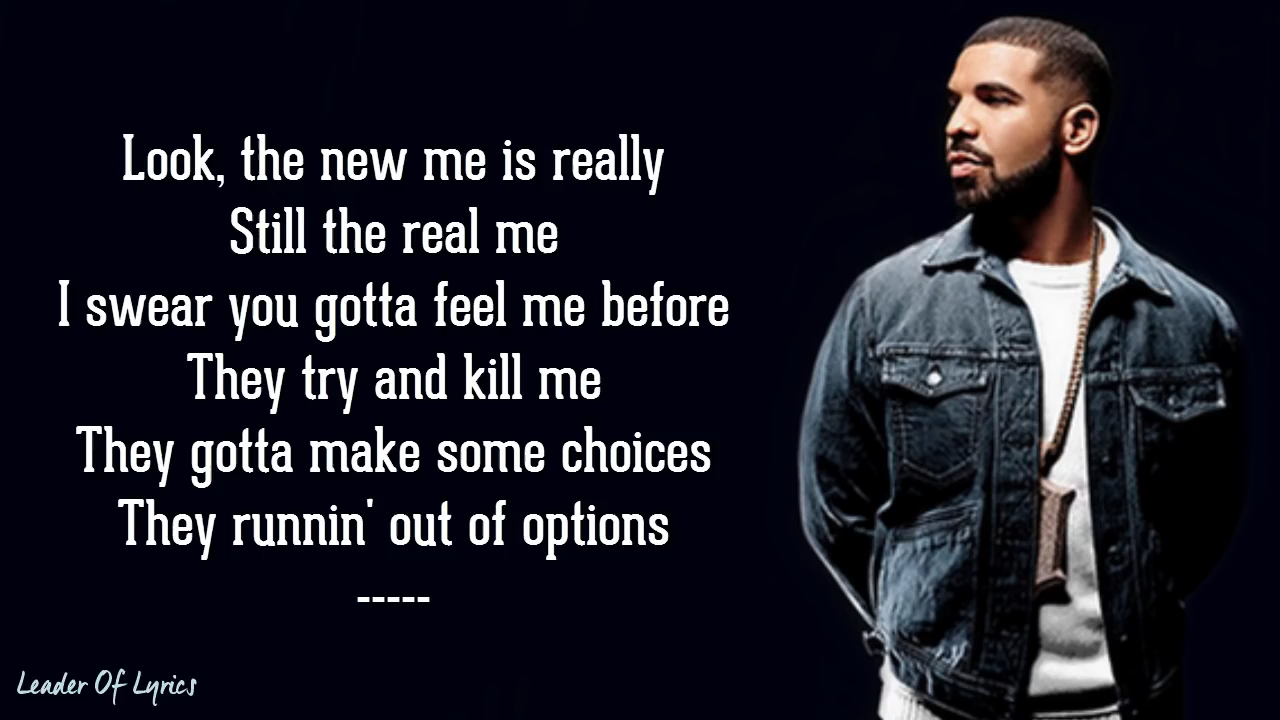 Look, the new me is really
Still the real me
I swear you gotta feel me before
They try and kill me
They gotta make some choices
They runnin' out of options
-----
Leader Of Lyrics